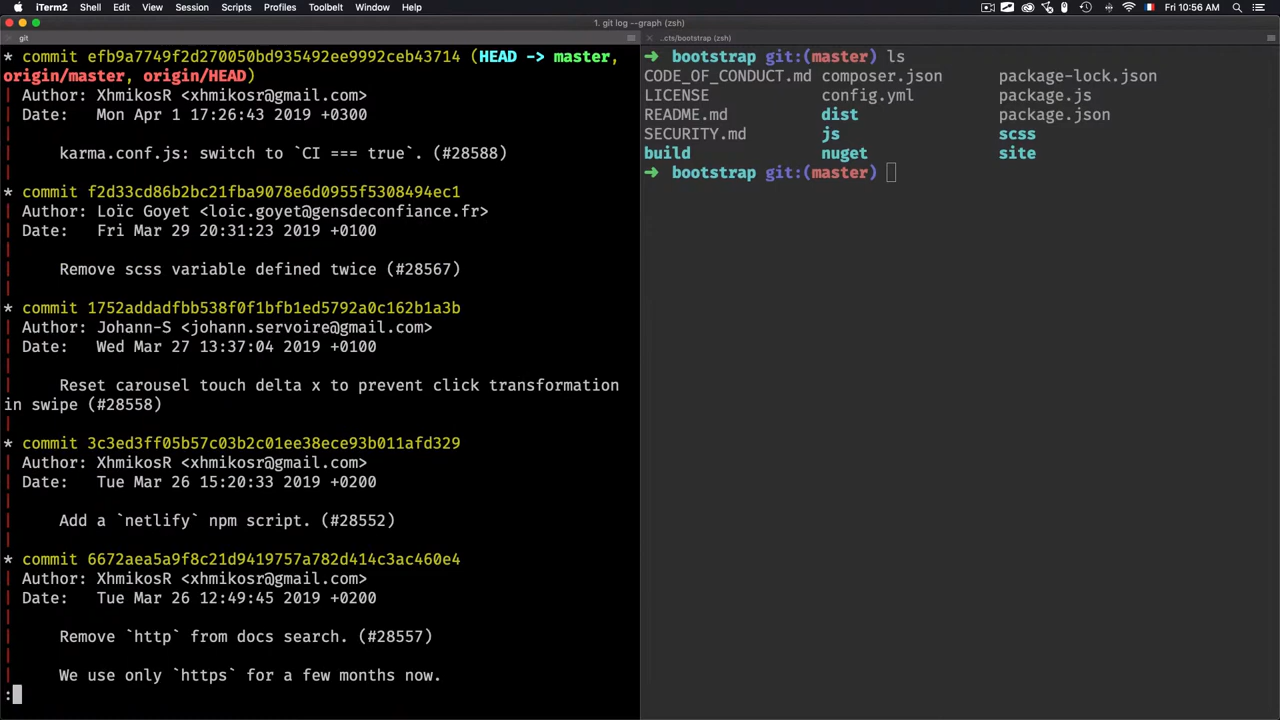 iTerm2 Shell Edit View Session Scripts Profiles Toolbelt Window Help Fri 10:56 AM
1. git log --graph (zsh)
git
* commit efb9a7749f2d270050bd935492ee9992ceb43714 (HEAD -> master,
origin/master, origin/HEAD)
| Author: XhmikosR <xhmikosr@gmail.com>
| Date:   Mon Apr 1 17:26:43 2019 +0300
|
|     karma.conf.js: switch to `CI === true`. (#28588)
|
* commit f2d33cd86b2bc21fba9078e6d0955f5308494ec1
| Author: Loïc Goyet <loic.goyet@gensdeconfiance.fr>
| Date:   Fri Mar 29 20:31:23 2019 +0100
|
|     Remove scss variable defined twice (#28567)
|
* commit 1752addadfbb538f0f1bfb1ed5792a0c162b1a3b
| Author: Johann-S <johann.servoire@gmail.com>
| Date:   Wed Mar 27 13:37:04 2019 +0100
|
|     Reset carousel touch delta x to prevent click transformation
in swipe (#28558)
|
* commit 3c3ed3ff05b57c03b2c01ee38ece93b011afd329
| Author: XhmikosR <xhmikosr@gmail.com>
| Date:   Tue Mar 26 15:20:33 2019 +0200
|
|     Add a `netlify` npm script. (#28552)
|
* commit 6672aea5a9f8c21d9419757a782d414c3ac460e4
| Author: XhmikosR <xhmikosr@gmail.com>
| Date:   Tue Mar 26 12:49:45 2019 +0200
|
|     Remove `http` from docs search. (#28557)
|
|     We use only `https` for a few months now.
:
..cts/bootstrap (zsh)
➜ bootstrap git:(master) ls
CODE_OF_CONDUCT.md composer.json      package-lock.json
LICENSE            config.yml         package.js
README.md          dist               package.json
SECURITY.md        js                 scss
build              nuget              site
➜ bootstrap git:(master)